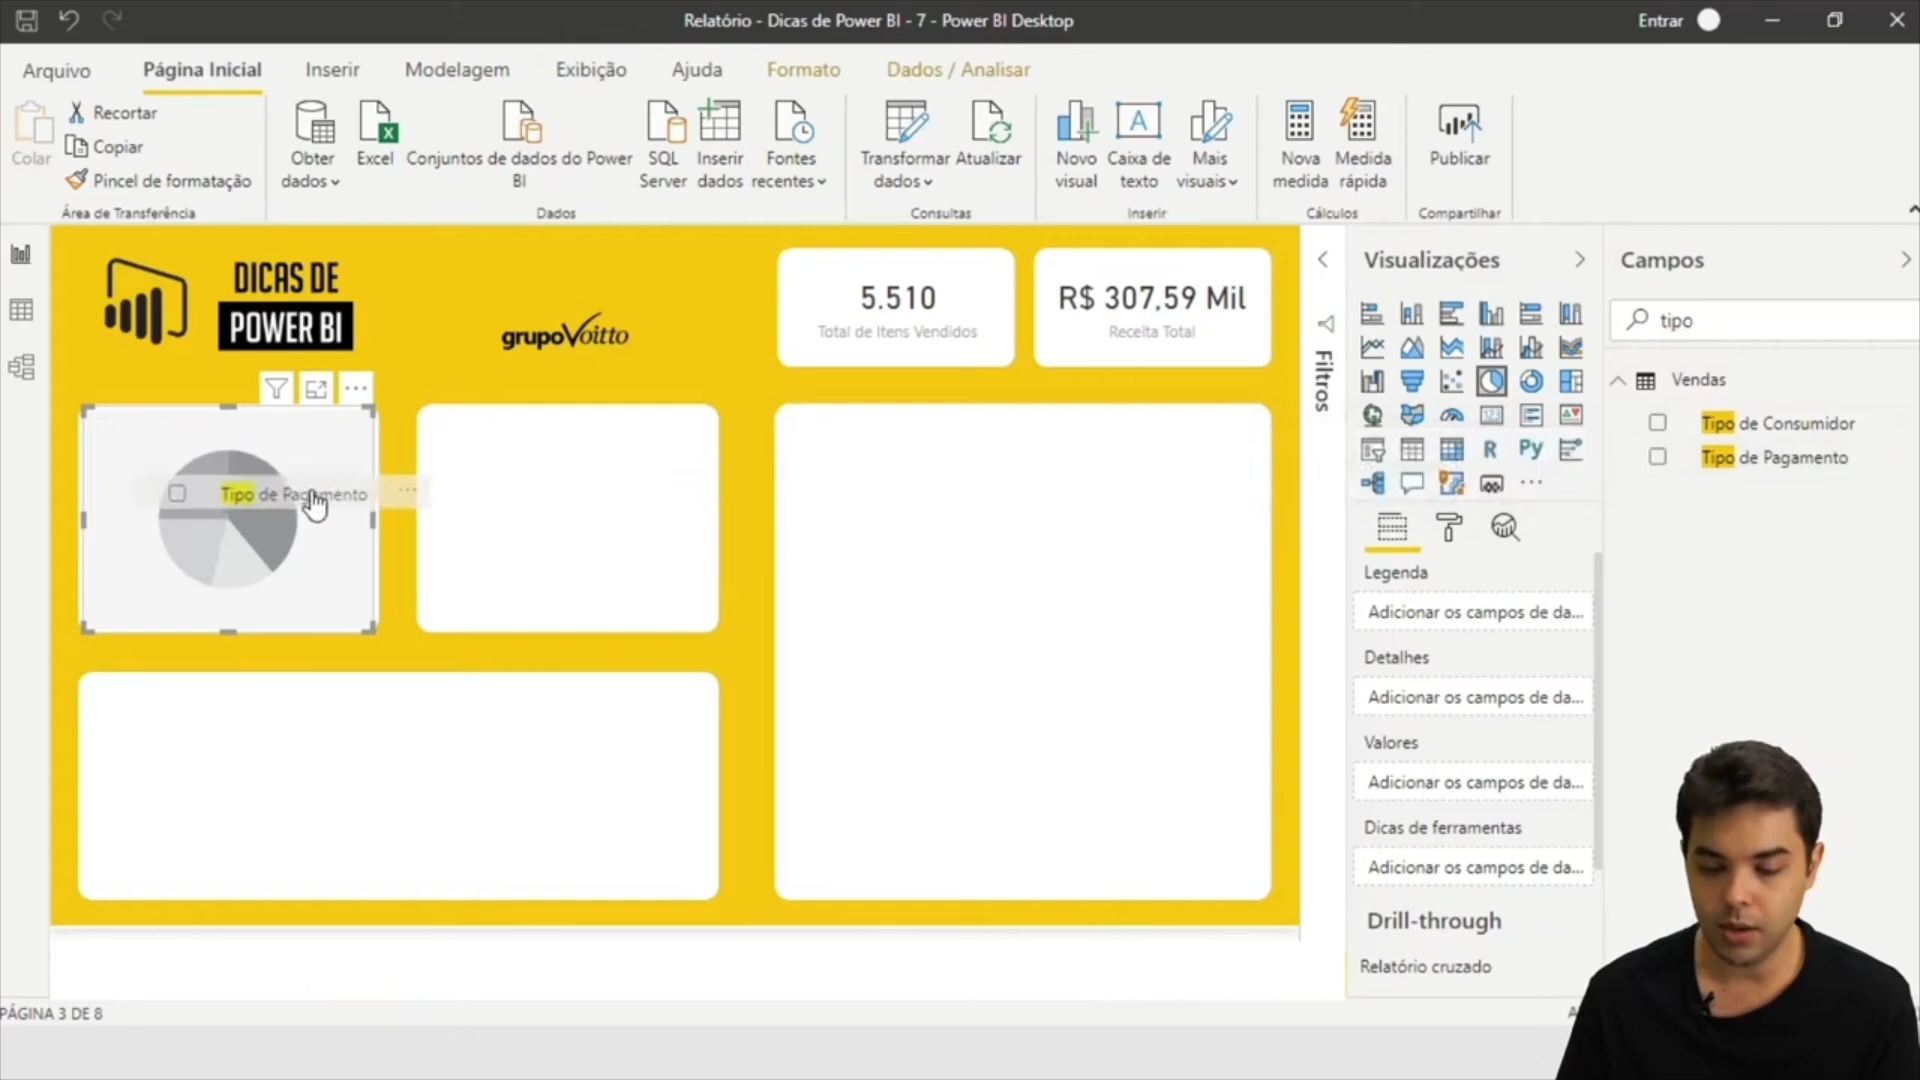 Relatório - Dicas de Power BI - 7 - Power BI Desktop
Entrar
Arquivo
Página Inicial
Inserir
Modelagem
Exibição
Ajuda
Formato
Dados / Analisar
Colar
Recortar
Copiar
Pincel de formatação
Área de Transferência
Obter dados
Excel
Conjuntos de dados do Power BI
SQL Server
Inserir dados
Fontes recentes
Dados
Transformar dados
Atualizar
Consultas
Novo visual
Caixa de texto
Mais visuais
Inserir
Nova medida
Medida rápida
Cálculos
Publicar
Compartilhar
DICAS DE
POWER BI
grupoVoitto
5.510
Total de Itens Vendidos
R$ 307,59 Mil
Receita Total
Tipo de Pagamento
Filtros
Visualizações
R
Py
Legenda
Adicionar os campos de da...
Detalhes
Adicionar os campos de da...
Valores
Adicionar os campos de da...
Dicas de ferramentas
Adicionar os campos de da...
Drill-through
Relatório cruzado
Campos
tipo
Vendas
Tipo de Consumidor
Tipo de Pagamento
PÁGINA 3 DE 8